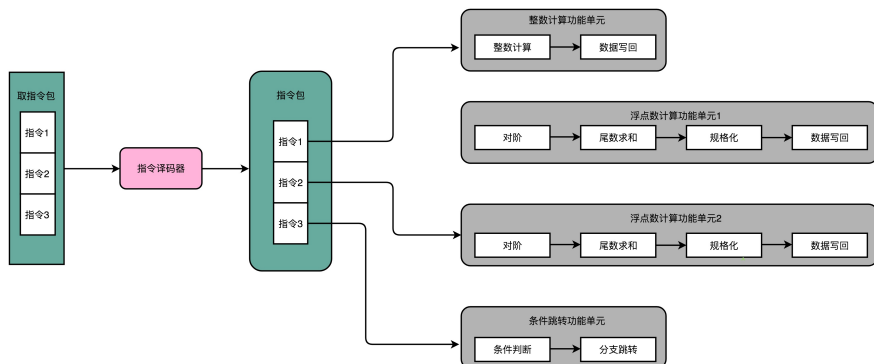 取指令包
指令1
指令2
指令3
指令译码器
指令包
指令1
指令2
指令3
整数计算功能单元
整数计算
数据写回
浮点数计算功能单元1
对阶
尾数求和
规格化
数据写回
浮点数计算功能单元2
对阶
尾数求和
规格化
数据写回
条件跳转功能单元
条件判断
分支跳转